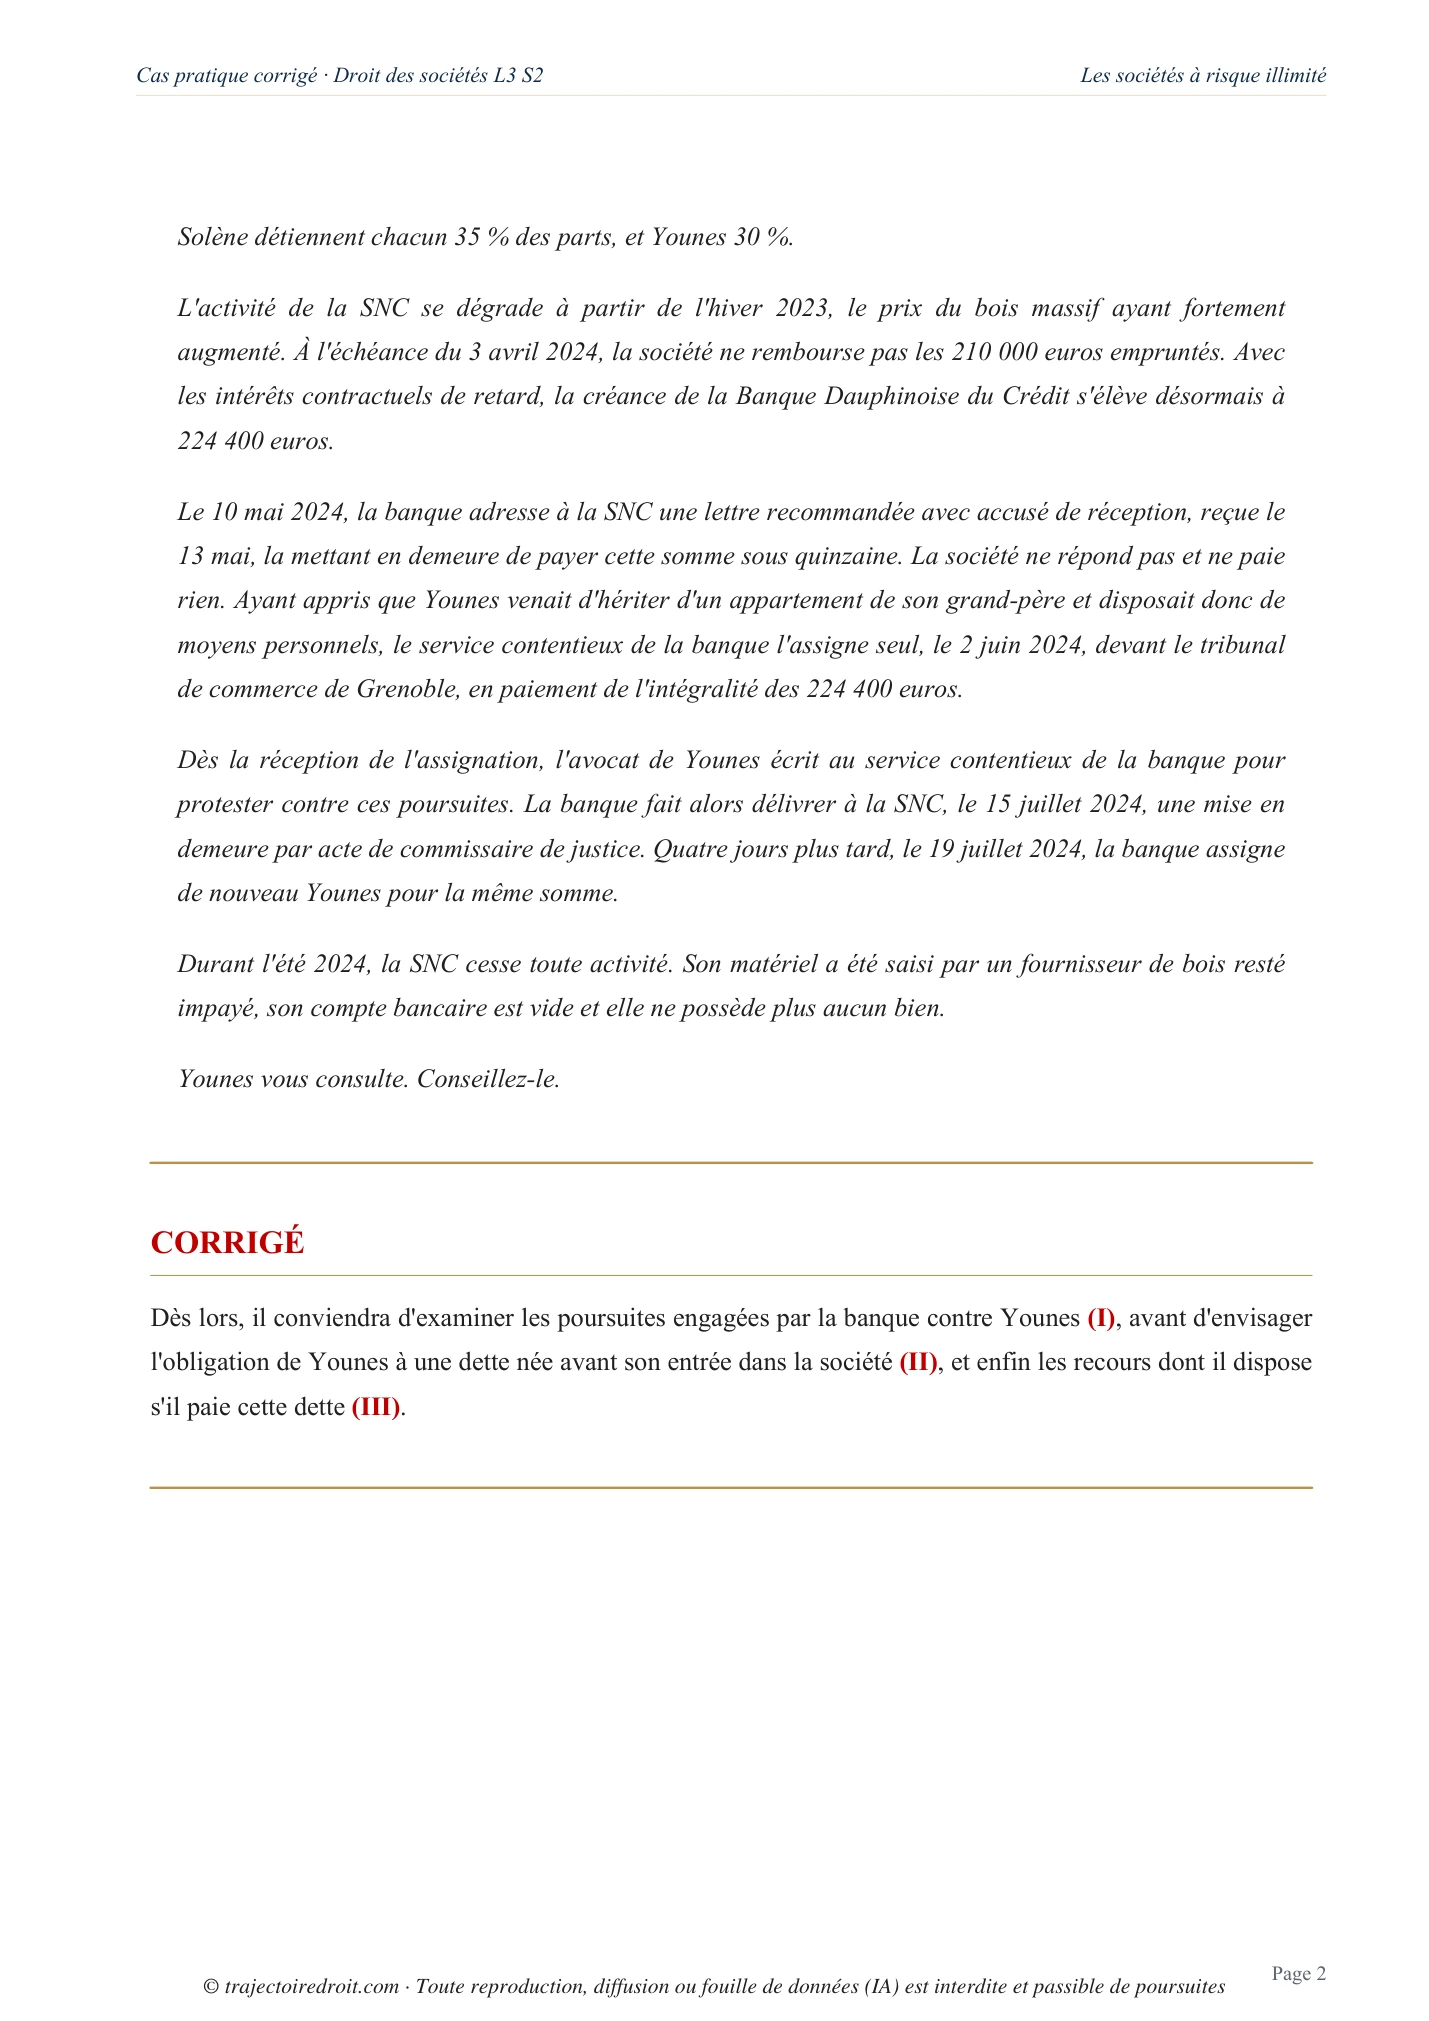 Cas pratique corrigé · Droit des sociétés L3 S2
Les sociétés à risque illimité
Solène détiennent chacun 35 % des parts, et Younes 30 %.
L'activité de la SNC se dégrade à partir de l'hiver 2023, le prix du bois massif ayant fortement
augmenté. À l'échéance du 3 avril 2024, la société ne rembourse pas les 210 000 euros empruntés. Avec
les intérêts contractuels de retard, la créance de la Banque Dauphinoise du Crédit s'élève désormais à
224 400 euros.
Le 10 mai 2024, la banque adresse à la SNC une lettre recommandée avec accusé de réception, reçue le
13 mai, la mettant en demeure de payer cette somme sous quinzaine. La société ne répond pas et ne paie
rien. Ayant appris que Younes venait d'hériter d'un appartement de son grand-père et disposait donc de
moyens personnels, le service contentieux de la banque l'assigne seul, le 2 juin 2024, devant le tribunal
de commerce de Grenoble, en paiement de l'intégralité des 224 400 euros.
Dès la réception de l'assignation, l'avocat de Younes écrit au service contentieux de la banque pour
protester contre ces poursuites. La banque fait alors délivrer à la SNC, le 15 juillet 2024, une mise en
demeure par acte de commissaire de justice. Quatre jours plus tard, le 19 juillet 2024, la banque assigne
de nouveau Younes pour la même somme.
Durant l'été 2024, la SNC cesse toute activité. Son matériel a été saisi par un fournisseur de bois resté
impayé, son compte bancaire est vide et elle ne possède plus aucun bien.
Younes vous consulte. Conseillez-le.
CORRIGÉ
Dès lors, il conviendra d'examiner les poursuites engagées par la banque contre Younes (I), avant d'envisager
l'obligation de Younes à une dette née avant son entrée dans la société (II), et enfin les recours dont il dispose
s'il paie cette dette (III).
© trajectoiredroit.com · Toute reproduction, diffusion ou fouille de données (IA) est interdite et passible de poursuites
Page 2